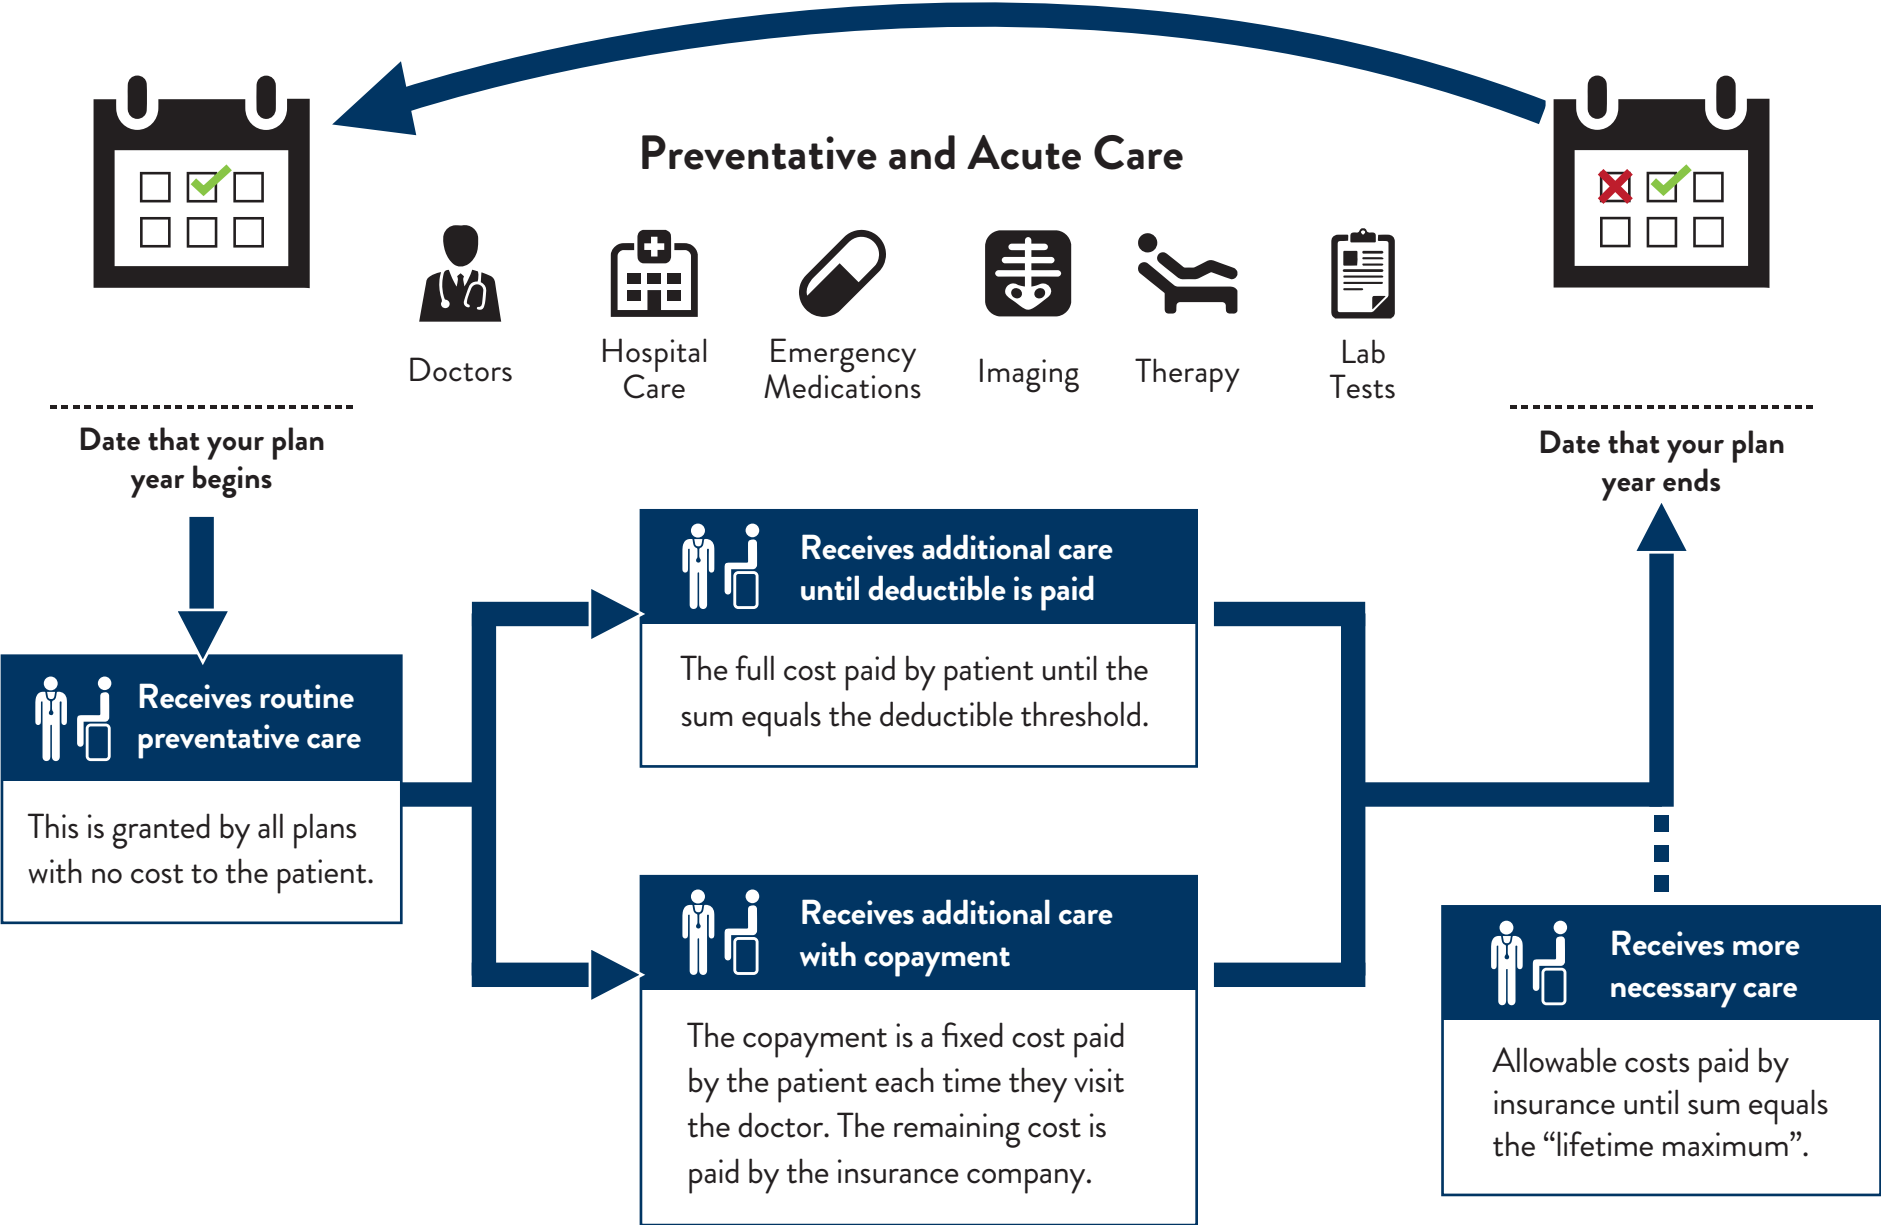 Preventative and Acute Care
Doctors
Hospital
Care
Emergency
Medications
Imaging
Therapy
Lab
Tests
Date that your plan
year begins
Date that your plan
year ends
Receives routine
preventative care
This is granted by all plans
with no cost to the patient.
Receives additional care
until deductible is paid
The full cost paid by patient until the
sum equals the deductible threshold.
Receives additional care
with copayment
The copayment is a fixed cost paid
by the patient each time they visit
the doctor. The remaining cost is
paid by the insurance company.
Receives more
necessary care
Allowable costs paid by
insurance until sum equals
the “lifetime maximum”.